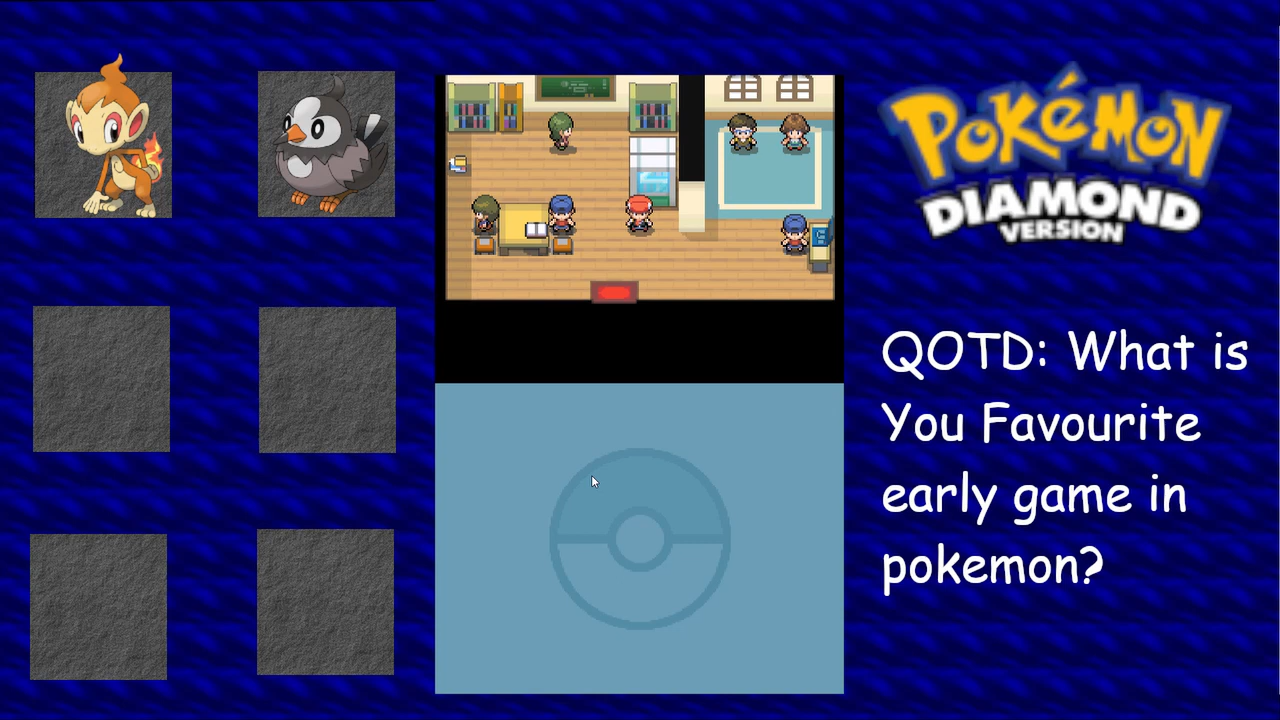 POKéMON
DIAMOND
VERSION
QOTD: What is
You Favourite
early game in
pokemon?